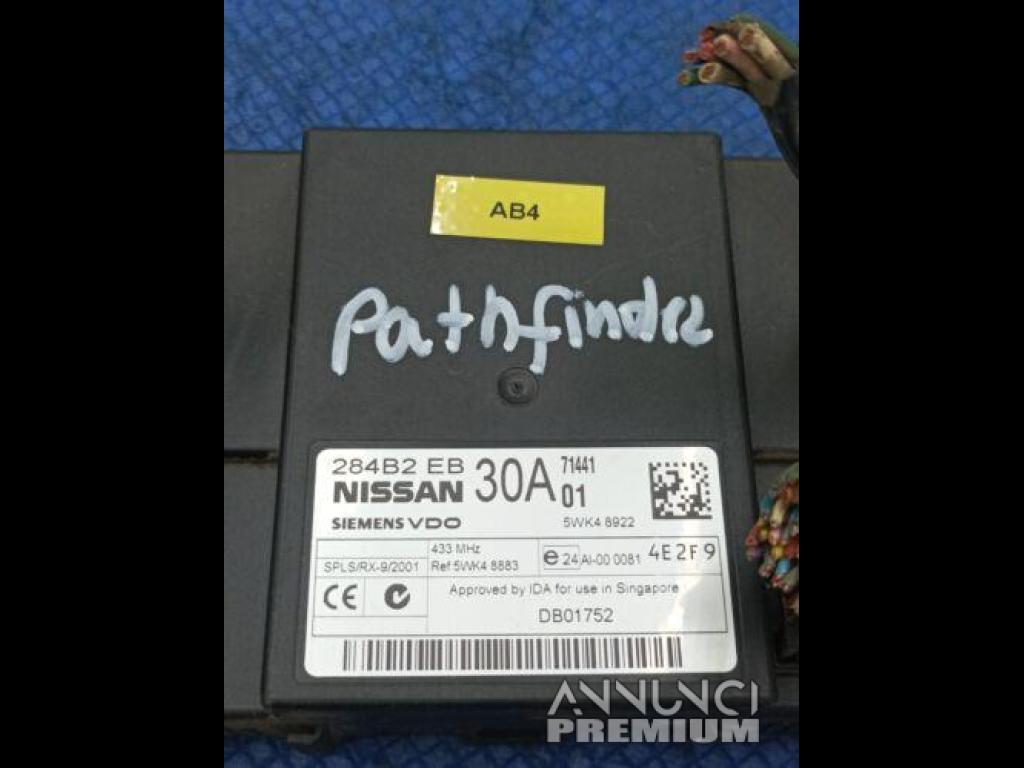 AB4
Pathfinder
284B2 EB 30A 71441
NISSAN 01
SIEMENS VDO 5WK4 8922
433 MHz
SPLS/RX-9/2001 Ref 5WK4 8883 e 24 AI-00 0081 4E2F9
CE Approved by IDA for use in Singapore
DB01752
ANNUNCI
PREMIUM